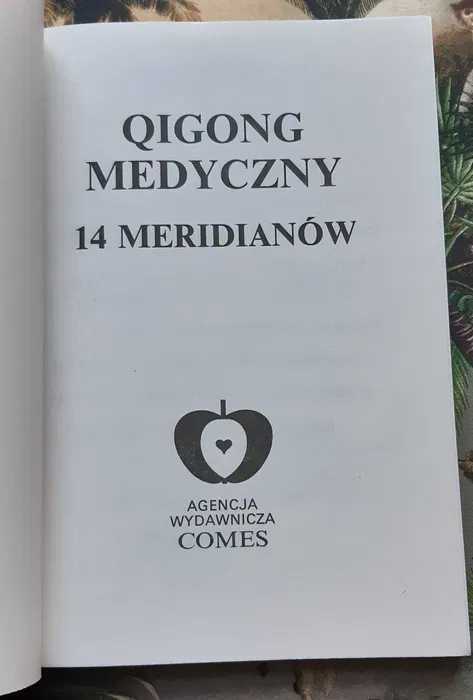 QIGONG
MEDYCZNY
14 MERIDIANÓW
AGENCJA
WYDAWNICZA
COMES